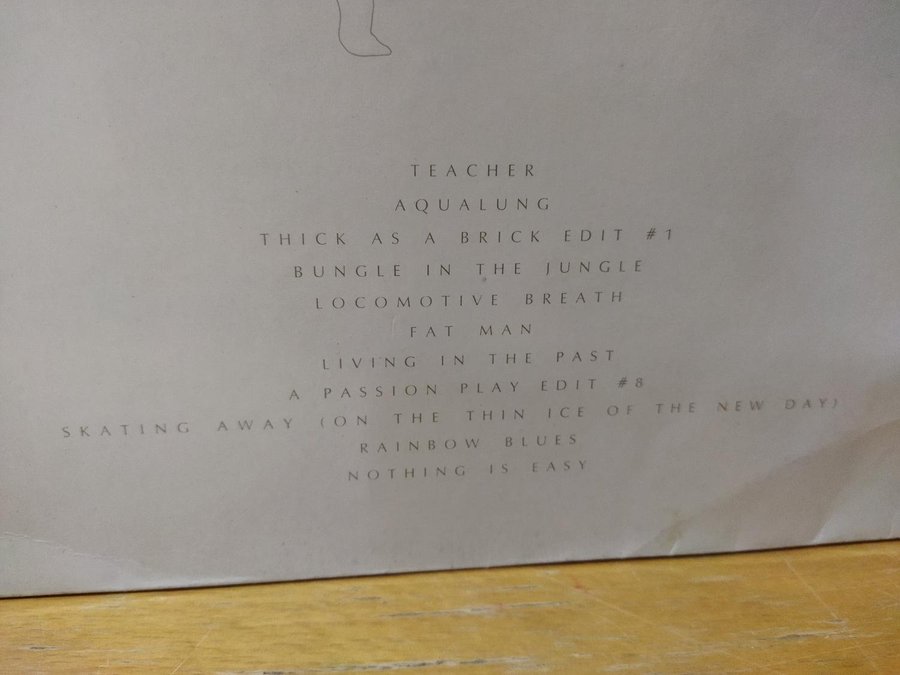 TEACHER
AQUALUNG
THICK AS A BRICK EDIT #1
BUNGLE IN THE JUNGLE
LOCOMOTIVE BREATH
FAT MAN
LIVING IN THE PAST
A PASSION PLAY EDIT #8
SKATING AWAY (ON THE THIN ICE OF THE NEW DAY)
RAINBOW BLUES
NOTHING IS EASY